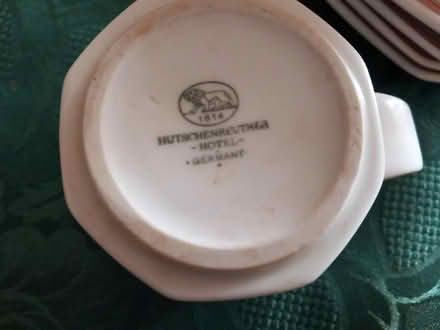 1814
HUTSCHENREUTHER
- HOTEL -
• GERMANY •